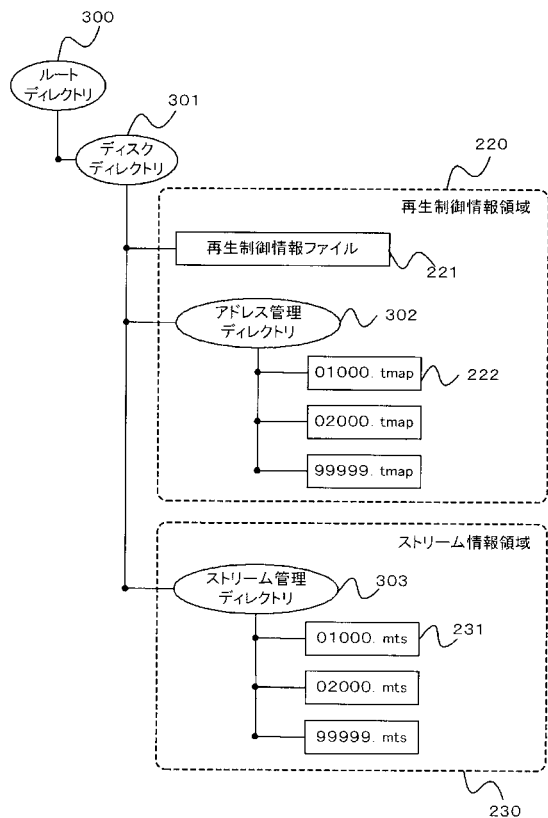 300
ルート
ディレクトリ
301
ディスク
ディレクトリ
220
再生制御情報領域
再生制御情報ファイル
221
アドレス管理
ディレクトリ
302
01000. tmap
222
02000. tmap
99999. tmap
ストリーム情報領域
ストリーム管理
ディレクトリ
303
01000. mts
231
02000. mts
99999. mts
230